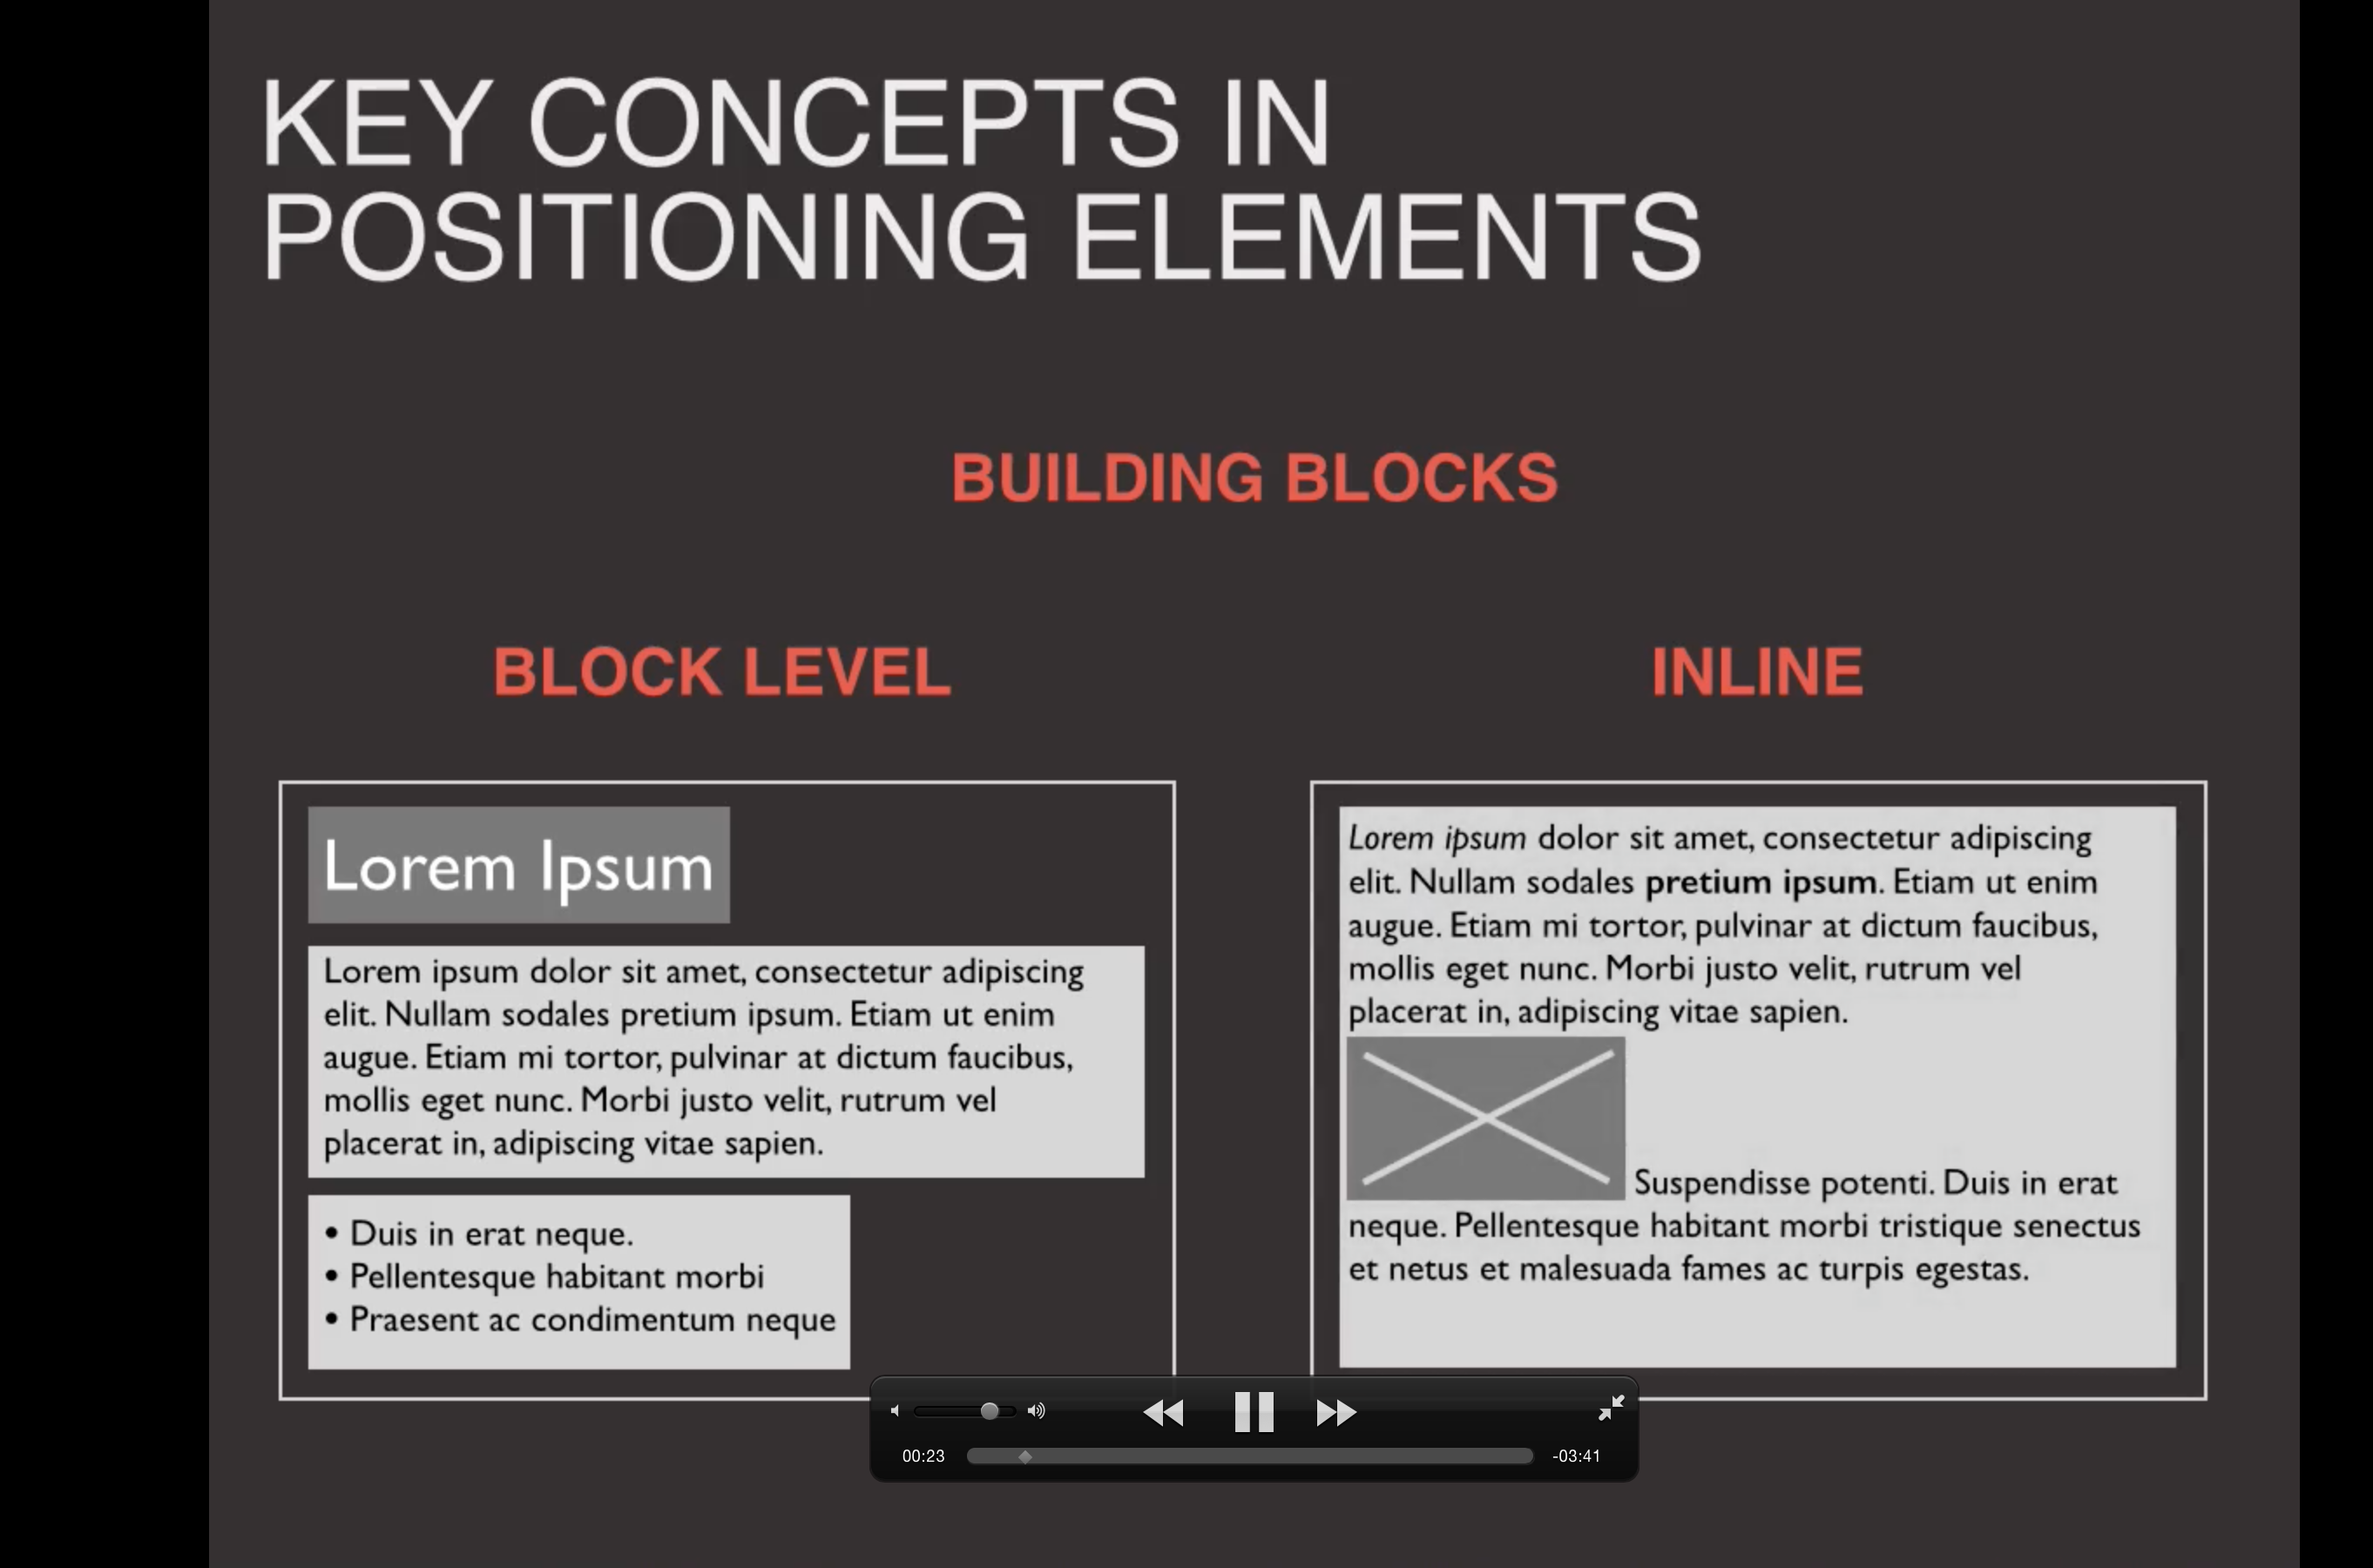 KEY CONCEPTS IN
POSITIONING ELEMENTS
BUILDING BLOCKS
BLOCK LEVEL
Lorem Ipsum
Lorem ipsum dolor sit amet, consectetur adipiscing
elit. Nullam sodales pretium ipsum. Etiam ut enim
augue. Etiam mi tortor, pulvinar at dictum faucibus,
mollis eget nunc. Morbi justo velit, rutrum vel
placerat in, adipiscing vitae sapien.
• Duis in erat neque.
• Pellentesque habitant morbi
• Praesent ac condimentum neque
INLINE
Lorem ipsum dolor sit amet, consectetur adipiscing
elit. Nullam sodales pretium ipsum. Etiam ut enim
augue. Etiam mi tortor, pulvinar at dictum faucibus,
mollis eget nunc. Morbi justo velit, rutrum vel
placerat in, adipiscing vitae sapien.
Suspendisse potenti. Duis in erat
neque. Pellentesque habitant morbi tristique senectus
et netus et malesuada fames ac turpis egestas.
00:23
-03:41